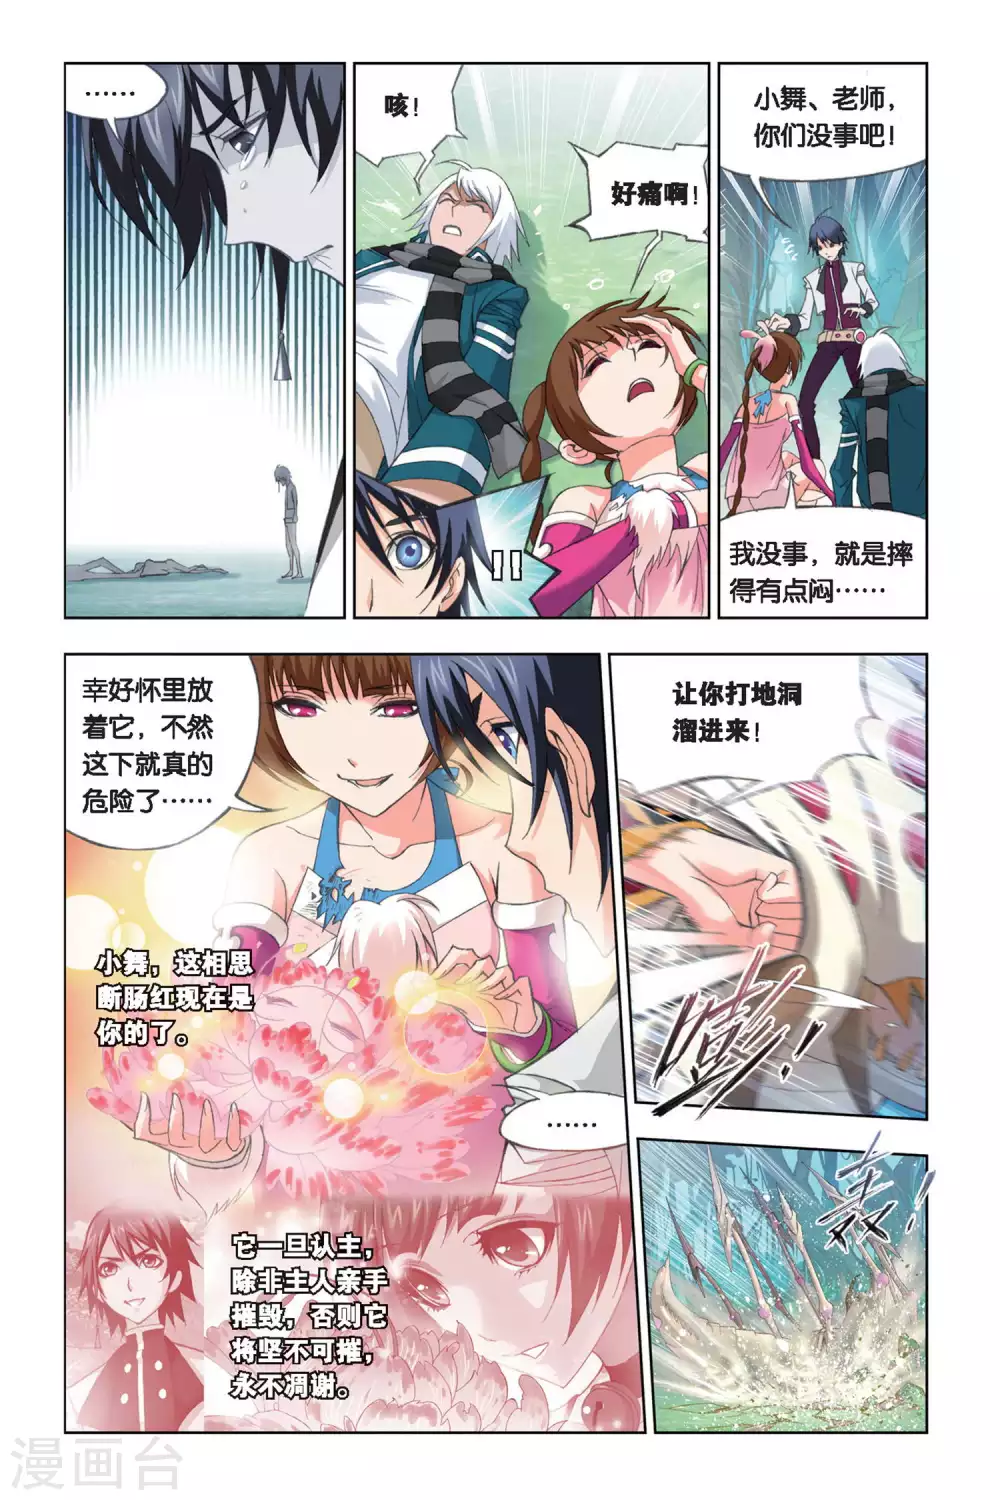 ……
咳！
好痛啊！
!!
小舞、老师，
你们没事吧！
我没事，就是摔
得有点闷……
幸好怀里放
着它，不然
这下就真的
危险了……
小舞，这相思
断肠红现在是
你的了。
……
它一旦认主，
除非主人亲手
摧毁，否则它
将坚不可摧，
永不凋谢。
让你打地洞
溜进来！
嘭！
轰！
漫画台